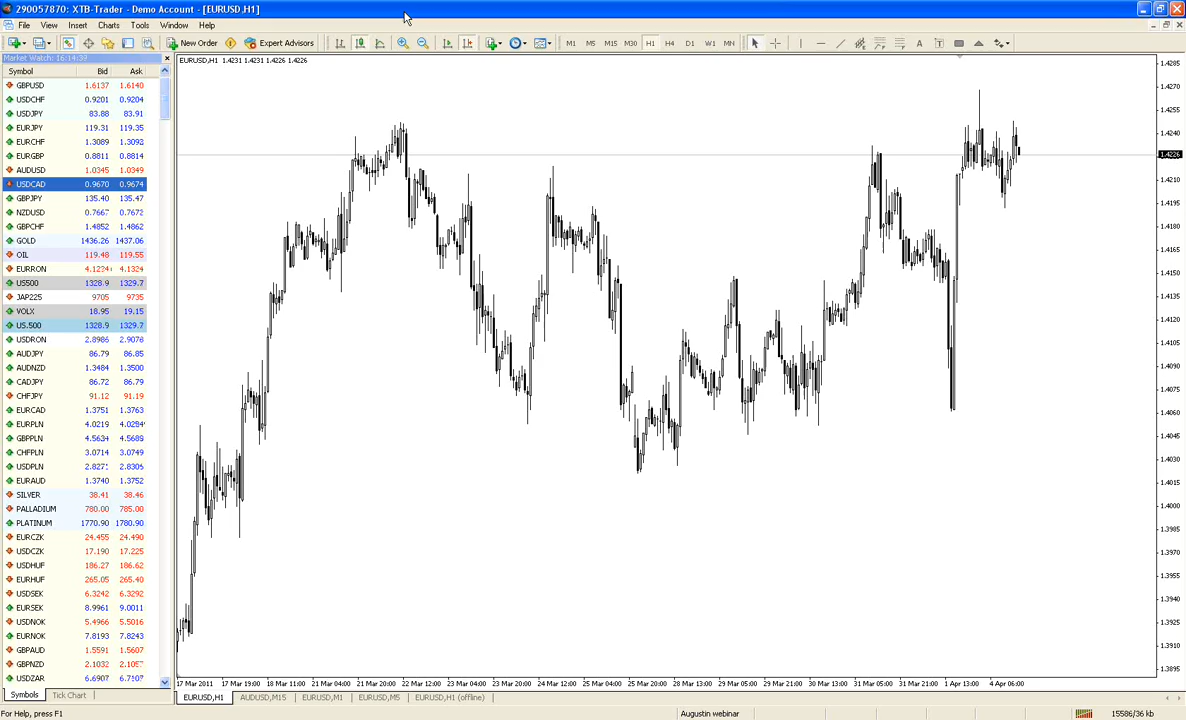 290057870: XTB-Trader - Demo Account - [EURUSD,H1]
File View Insert Charts Tools Window Help
New Order Expert Advisors M1 M5 M15 M30 H1 H4 D1 W1 MN A
Market Watch: 16:14:39
Symbol Bid Ask
GBPUSD 1.6137 1.6140
USDCHF 0.9201 0.9204
USDJPY 83.88 83.91
EURJPY 119.31 119.35
EURCHF 1.3089 1.3092
EURGBP 0.8811 0.8814
AUDUSD 1.0345 1.0349
USDCAD 0.9670 0.9674
GBPJPY 135.40 135.47
NZDUSD 0.7667 0.7672
GBPCHF 1.4852 1.4862
GOLD 1436.26 1437.06
OIL 119.48 119.55
EURRON 4.1234 4.1324
US500 1328.9 1329.7
JAP225 9705 9735
VOLX 18.95 19.15
US.500 1328.9 1329.7
USDRON 2.8986 2.9078
AUDJPY 86.79 86.85
AUDNZD 1.3484 1.3500
CADJPY 86.72 86.79
CHFJPY 91.12 91.19
EURCAD 1.3751 1.3763
EURPLN 4.0219 4.0284
GBPPLN 4.5634 4.5688
CHFPLN 3.0714 3.0749
USDPLN 2.8271 2.8306
EURAUD 1.3740 1.3752
SILVER 38.41 38.46
PALLADIUM 780.00 785.00
PLATINUM 1770.90 1780.90
EURCZK 24.455 24.490
USDCZK 17.190 17.225
USDHUF 186.27 186.62
EURHUF 265.05 265.40
USDSEK 6.3242 6.3292
EURSEK 8.9961 9.0011
USDNOK 5.4966 5.5016
EURNOK 7.8193 7.8243
GBPAUD 1.5591 1.5607
GBPNZD 2.1032 2.1057
USDZAR 6.6907 6.7107
Symbols Tick Chart
EURUSD,H1 1.4231 1.4231 1.4226 1.4226
1.4285
1.4270
1.4255
1.4240
1.4226
1.4210
1.4195
1.4180
1.4165
1.4150
1.4135
1.4120
1.4105
1.4090
1.4075
1.4060
1.4045
1.4030
1.4015
1.4000
1.3985
1.3970
1.3955
1.3940
1.3925
1.3910
1.3895
17 Mar 2011 17 Mar 19:00 18 Mar 11:00 21 Mar 04:00 21 Mar 20:00 22 Mar 12:00 23 Mar 04:00 23 Mar 20:00 24 Mar 12:00 25 Mar 04:00 25 Mar 20:00 28 Mar 13:00 29 Mar 05:00 29 Mar 21:00 30 Mar 13:00 31 Mar 05:00 31 Mar 21:00 1 Apr 13:00 4 Apr 06:00
EURUSD,H1 AUDUSD,M15 EURUSD,M1 EURUSD,M5 EURUSD,H1 (offline)
For Help, press F1 Augustin webinar 15586/36 kb